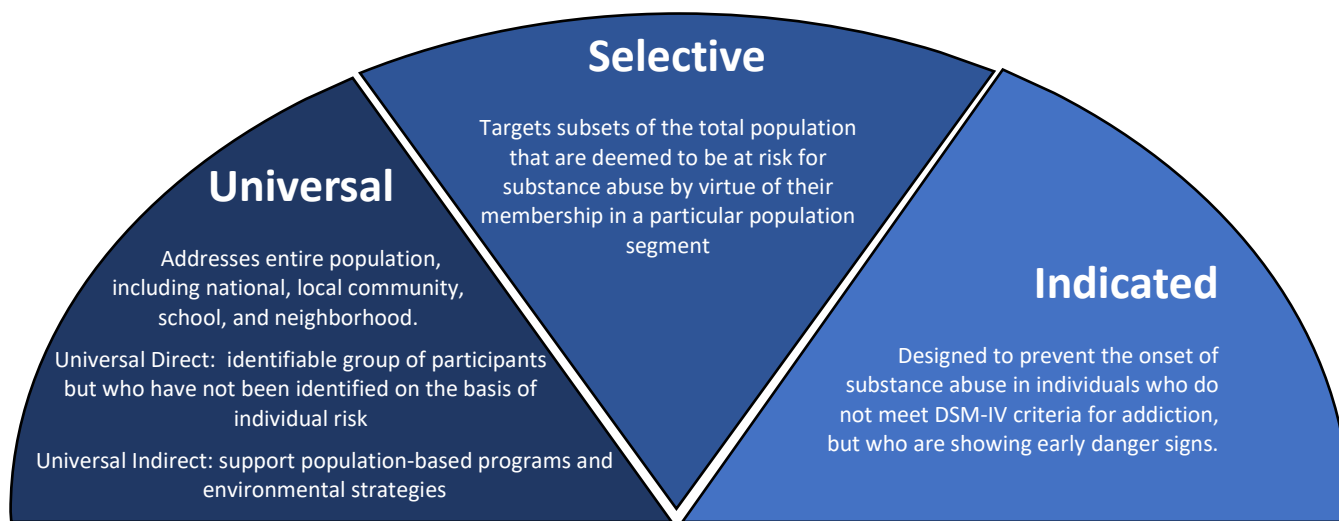 Universal
Addresses entire population,
including national, local community,
school, and neighborhood.
Universal Direct:  identifiable group of participants
but who have not been identified on the basis of
individual risk
Universal Indirect: support population-based programs and
environmental strategies
Selective
Targets subsets of the total population
that are deemed to be at risk for
substance abuse by virtue of their
membership in a particular population
segment
Indicated
Designed to prevent the onset of
substance abuse in individuals who do
not meet DSM-IV criteria for addiction,
but who are showing early danger signs.